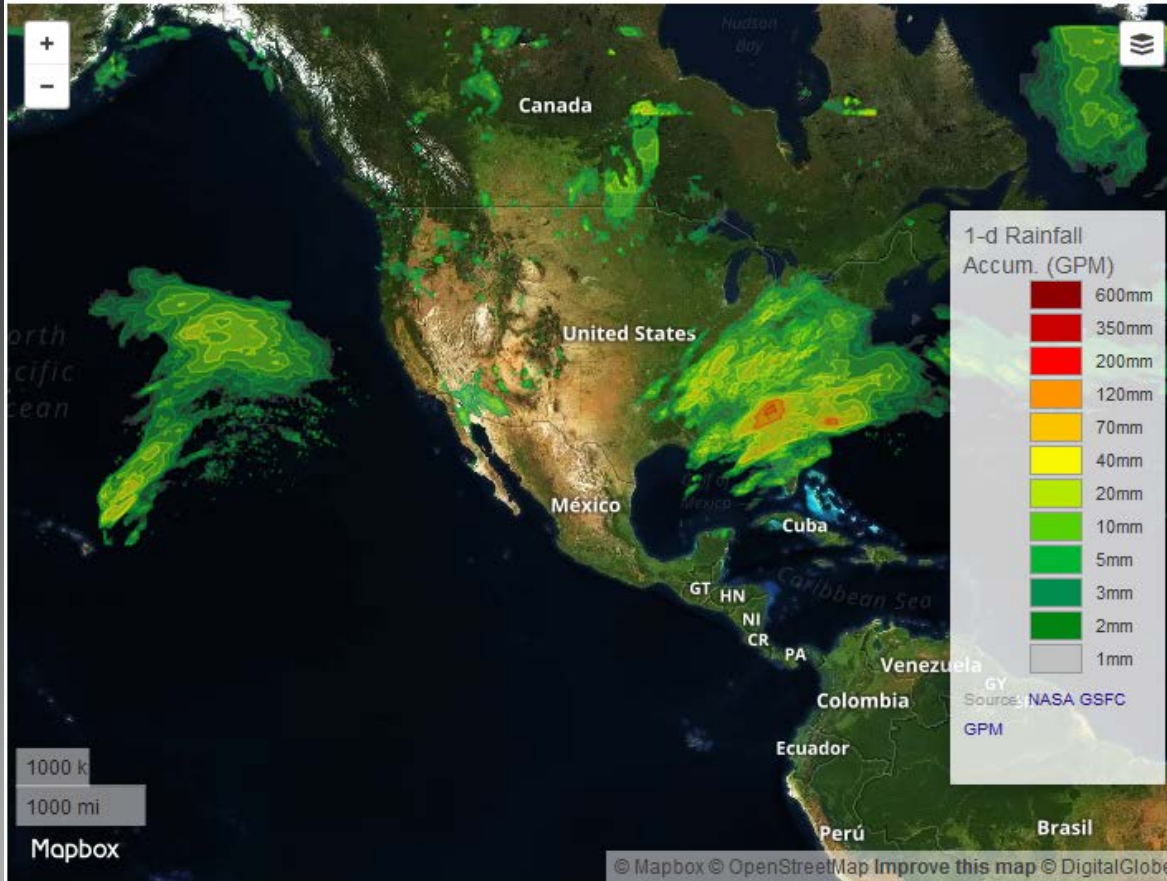 +
Hudson
Bay
−
Canada
1-d Rainfall
Accum. (GPM)
600mm
350mm
200mm
120mm
70mm
40mm
20mm
10mm
5mm
3mm
2mm
1mm
Source: NASA GSFC
GPM
orth
cific
cean
United States
Gulf of
Mexico
México
Cuba
Caribbean Sea
GT
HN
NI
CR
PA
Venezuela
GY
Colombia
Ecuador
Perú
Brasil
1000 k
1000 mi
Mapbox
© Mapbox © OpenStreetMap Improve this map © DigitalGlobe